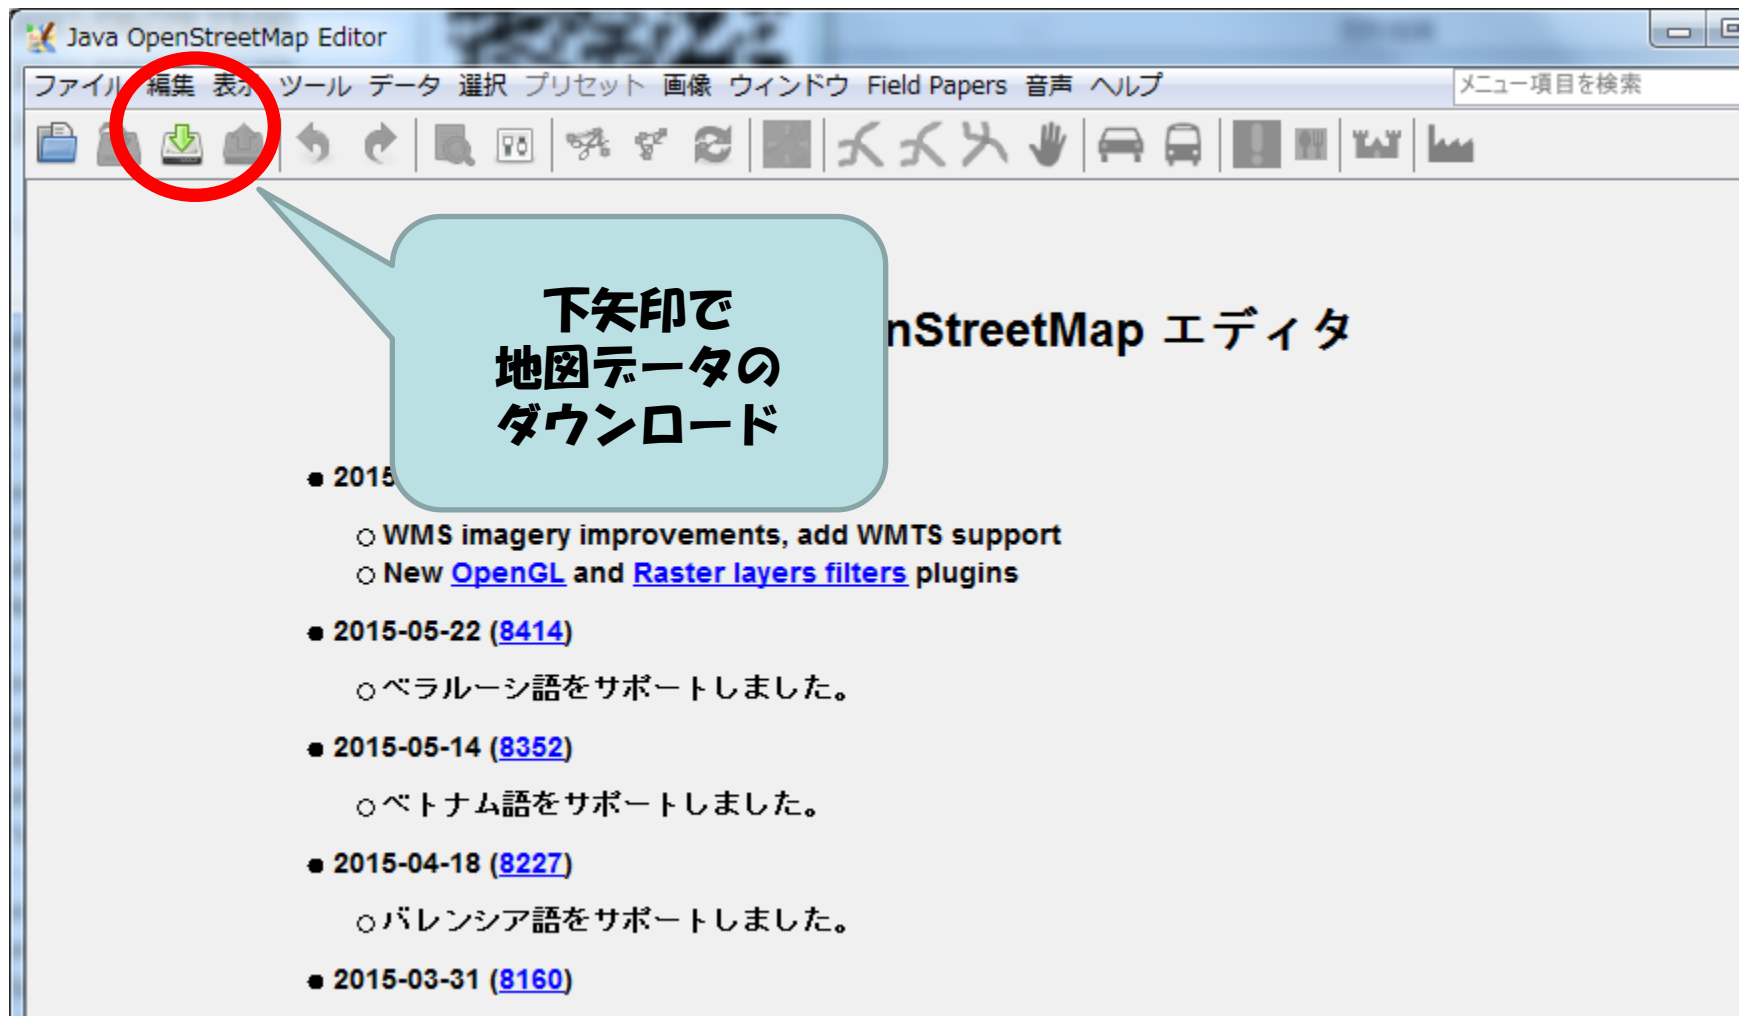 Java OpenStreetMap Editor
ファイル 編集 表示 ツール データ 選択 プリセット 画像 ウィンドウ Field Papers 音声 ヘルプ メニュー項目を検索
下矢印で
地図データの
ダウンロード
nStreetMap エディタ
2015
WMS imagery improvements, add WMTS support
New OpenGL and Raster layers filters plugins
2015-05-22 (8414)
ベラルーシ語をサポートしました。
2015-05-14 (8352)
ベトナム語をサポートしました。
2015-04-18 (8227)
バレンシア語をサポートしました。
2015-03-31 (8160)